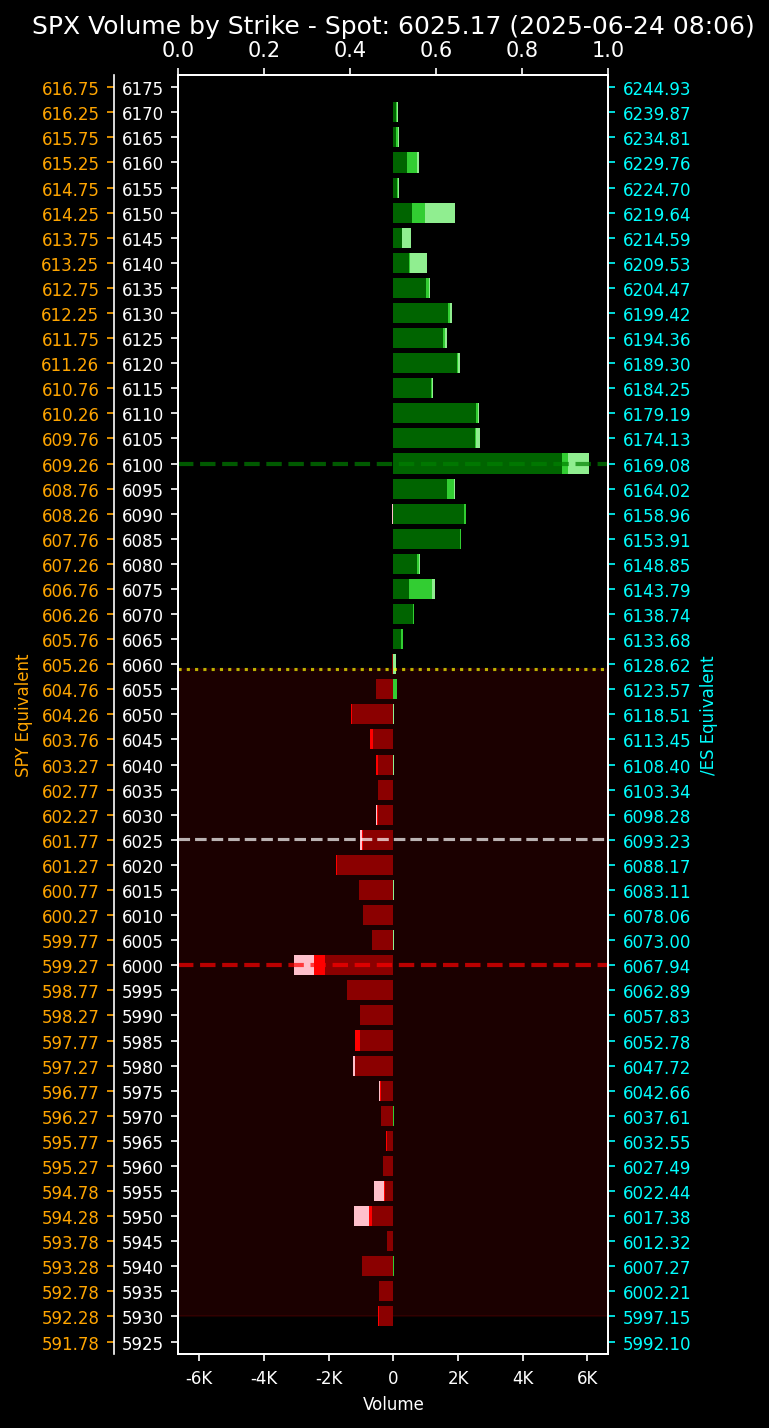 SPX Volume by Strike - Spot: 6025.17 (2025-06-24 08:06)
0.0 0.2 0.4 0.6 0.8 1.0
616.75 6175 6244.93
616.25 6170 6239.87
615.75 6165 6234.81
615.25 6160 6229.76
614.75 6155 6224.70
614.25 6150 6219.64
613.75 6145 6214.59
613.25 6140 6209.53
612.75 6135 6204.47
612.25 6130 6199.42
611.75 6125 6194.36
611.26 6120 6189.30
610.76 6115 6184.25
610.26 6110 6179.19
609.76 6105 6174.13
609.26 6100 6169.08
608.76 6095 6164.02
608.26 6090 6158.96
607.76 6085 6153.91
607.26 6080 6148.85
606.76 6075 6143.79
606.26 6070 6138.74
605.76 6065 6133.68
605.26 6060 6128.62
604.76 6055 6123.57
604.26 6050 6118.51
603.76 6045 6113.45
603.27 6040 6108.40
602.77 6035 6103.34
602.27 6030 6098.28
601.77 6025 6093.23
601.27 6020 6088.17
600.77 6015 6083.11
600.27 6010 6078.06
599.77 6005 6073.00
599.27 6000 6067.94
598.77 5995 6062.89
598.27 5990 6057.83
597.77 5985 6052.78
597.27 5980 6047.72
596.77 5975 6042.66
596.27 5970 6037.61
595.77 5965 6032.55
595.27 5960 6027.49
594.78 5955 6022.44
594.28 5950 6017.38
593.78 5945 6012.32
593.28 5940 6007.27
592.78 5935 6002.21
592.28 5930 5997.15
591.78 5925 5992.10
SPY Equivalent
/ES Equivalent
-6K -4K -2K 0 2K 4K 6K
Volume